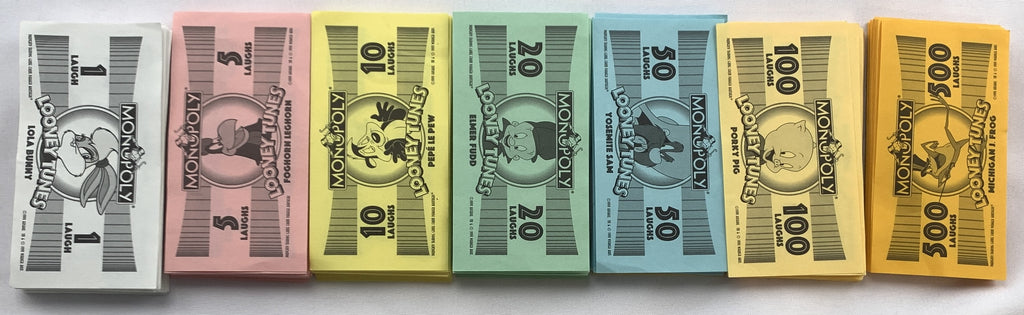 1
LAUGH
MONOPOLY
LOONEY TUNES
LOLA BUNNY
1
LAUGH
5
LAUGHS
MONOPOLY
LOONEY TUNES
FOGHORN LEGHORN
5
LAUGHS
10
LAUGHS
MONOPOLY
LOONEY TUNES
PEPÉ LE PEW
10
LAUGHS
20
LAUGHS
MONOPOLY
LOONEY TUNES
ELMER FUDD
20
LAUGHS
50
LAUGHS
MONOPOLY
LOONEY TUNES
YOSEMITE SAM
50
LAUGHS
100
LAUGHS
MONOPOLY
LOONEY TUNES
PORKY PIG
100
LAUGHS
500
LAUGHS
MONOPOLY
LOONEY TUNES
MICHIGAN J. FROG
500
LAUGHS